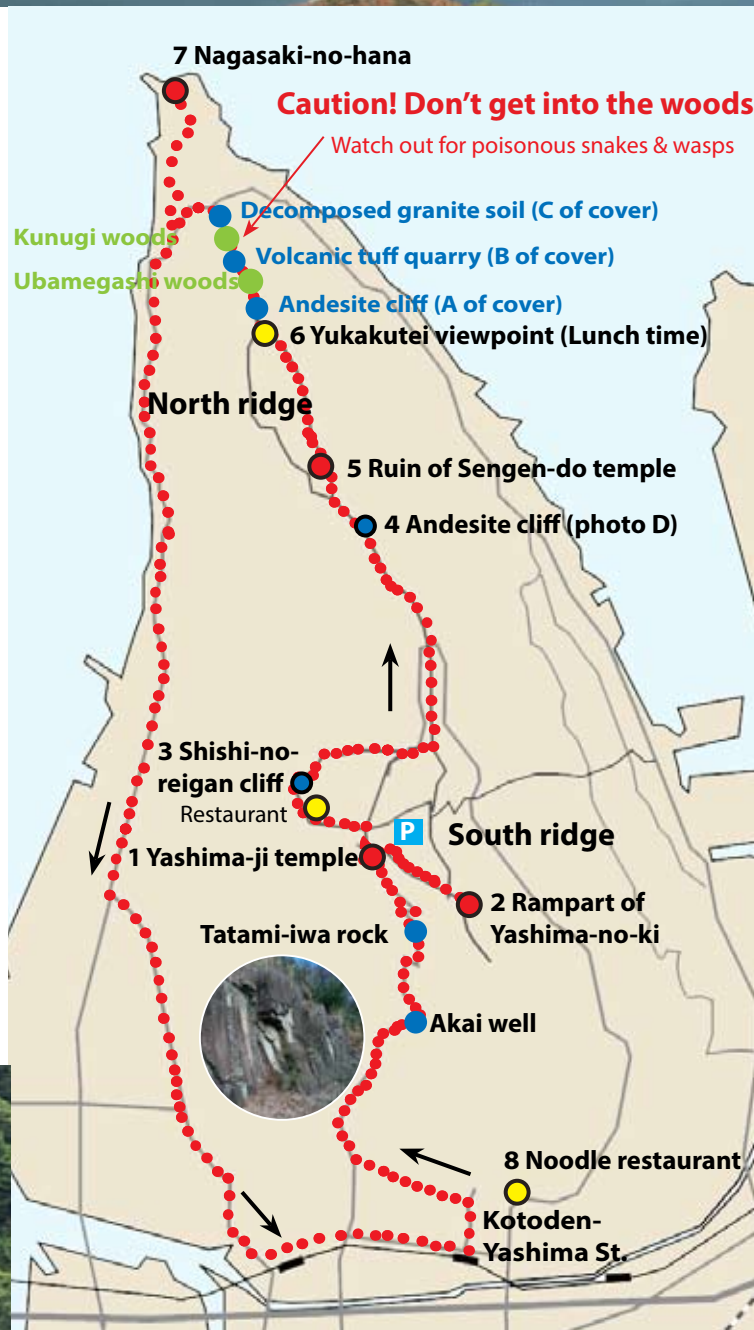 7 Nagasaki-no-hana
Caution! Don't get into the woods
Watch out for poisonous snakes & wasps
Decomposed granite soil (C of cover)
Kunugi woods
Volcanic tuff quarry (B of cover)
Ubamegashi woods
Andesite cliff (A of cover)
6 Yukakutei viewpoint (Lunch time)
North ridge
5 Ruin of Sengen-do temple
4 Andesite cliff (photo D)
3 Shishi-no-
reigan cliff
Restaurant
P
South ridge
1 Yashima-ji temple
2 Rampart of
Yashima-no-ki
Tatami-iwa rock
Akai well
8 Noodle restaurant
Kotoden-
Yashima St.